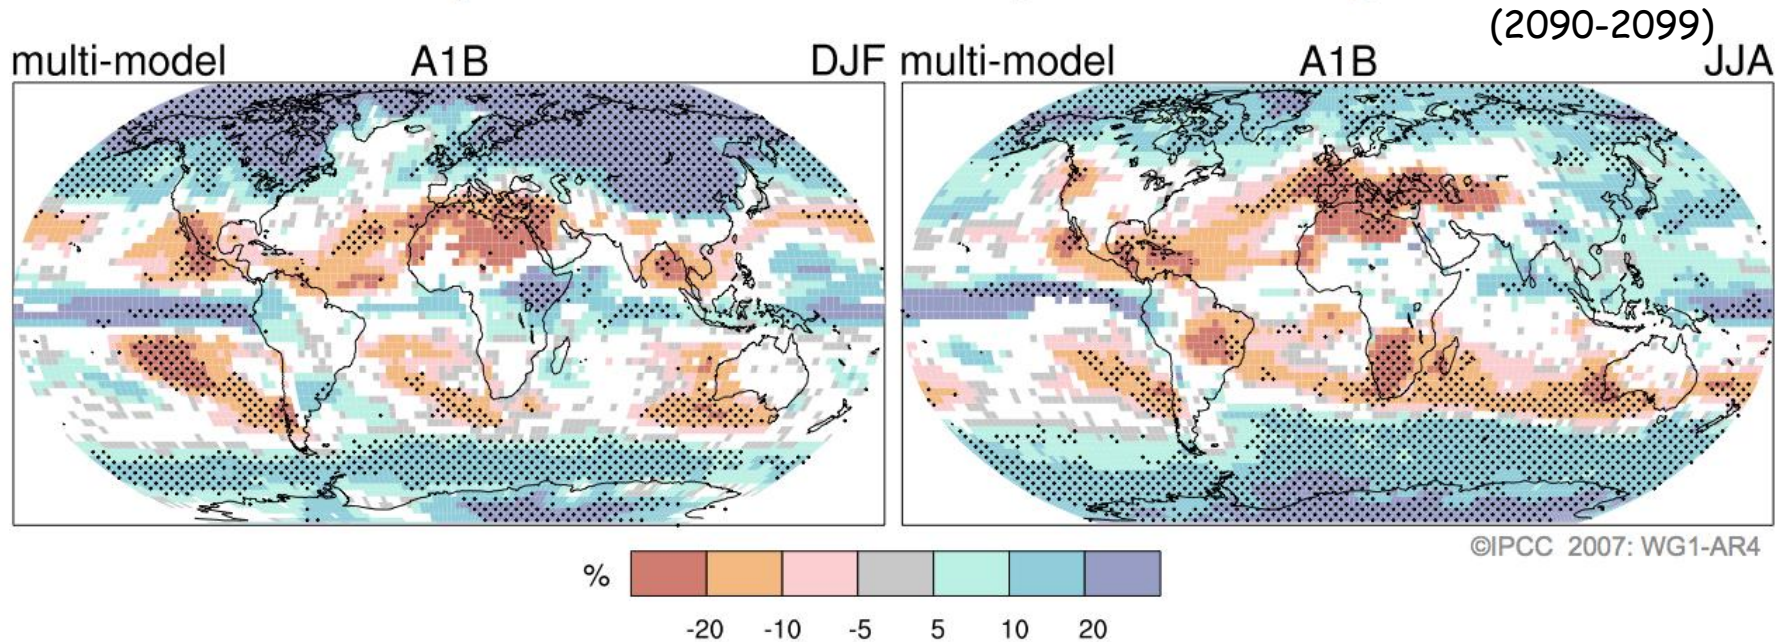 (2090-2099)
multi-model A1B DJF
multi-model A1B JJA
©IPCC 2007: WG1-AR4
%
-20 -10 -5 5 10 20